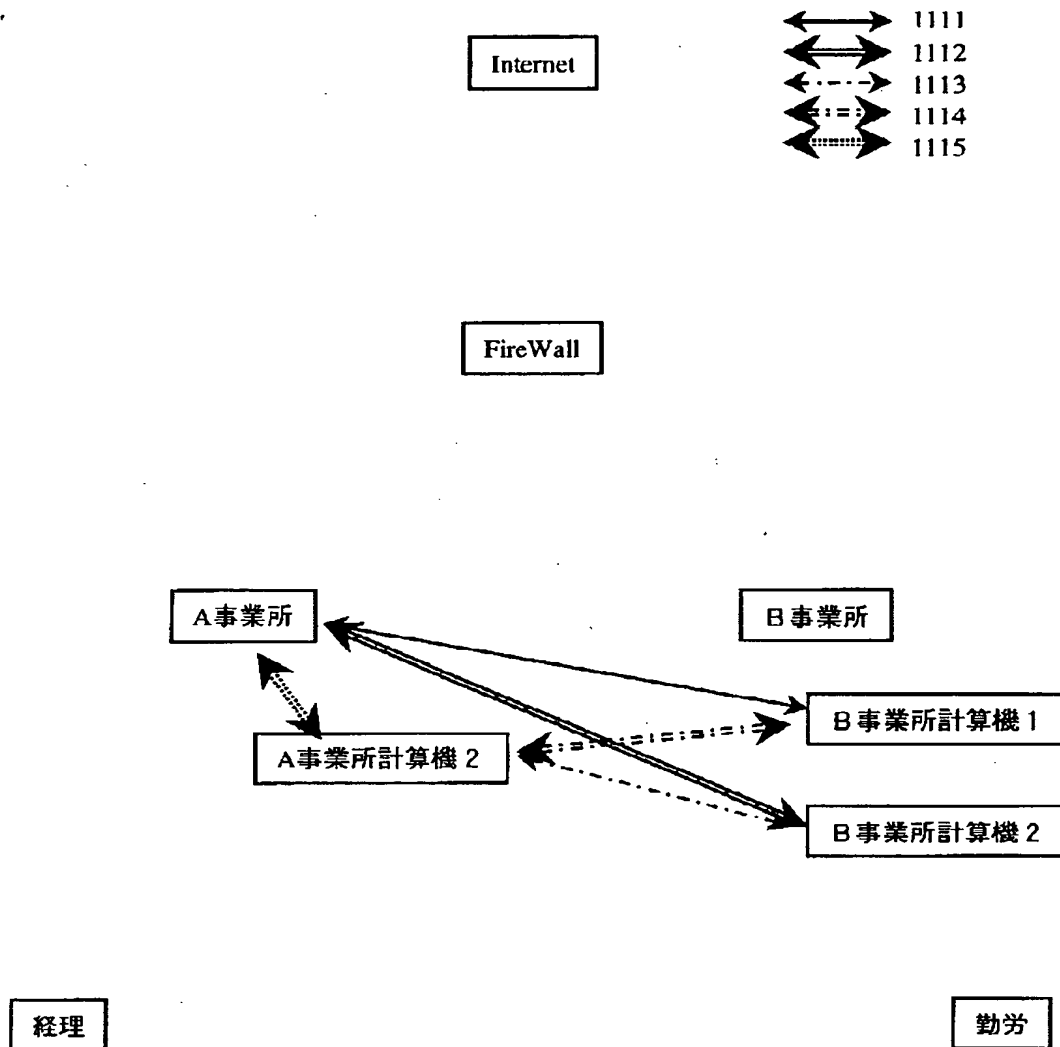 1111
Internet
1112
1113
1114
1115
FireWall
A事業所
B事業所
B事業所計算機1
A事業所計算機2
B事業所計算機2
経理
勤労